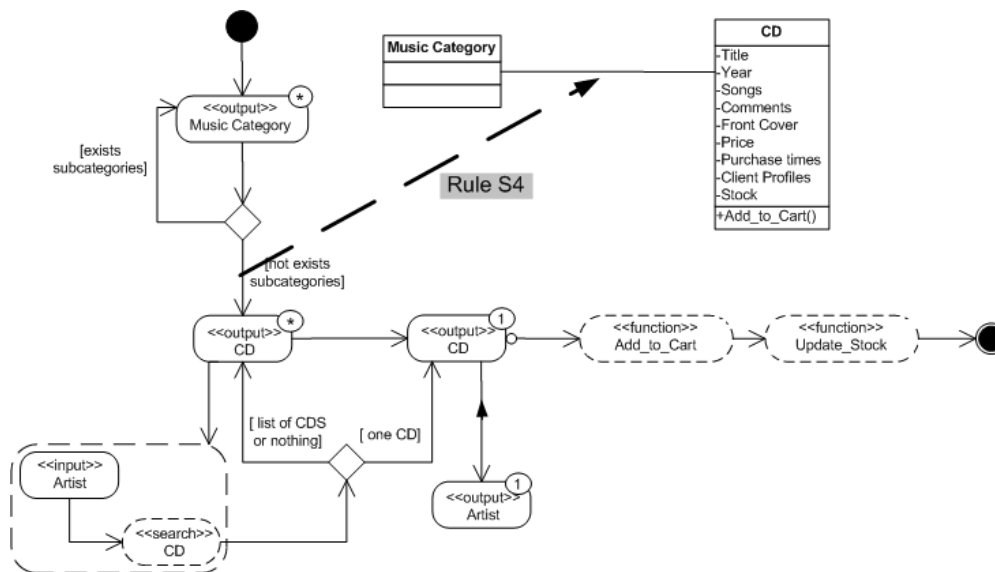 Music Category
CD
-Title
-Year
-Songs
-Comments
-Front Cover
-Price
-Purchase times
-Client Profiles
-Stock
+Add_to_Cart()
*
<<output>>
Music Category
[exists
subcategories]
Rule S4
[not exists
subcategories]
*
<<output>>
CD
1
<<output>>
CD
<<function>>
Add_to_Cart
<<function>>
Update_Stock
[ list of CDS
or nothing]
[ one CD]
<<input>>
Artist
<<search>>
CD
1
<<output>>
Artist